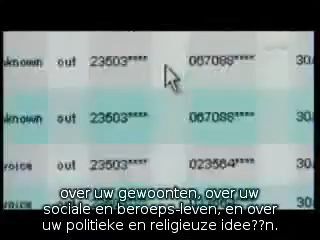 unknown out 23503**** 067088**** 30
unknown out 23503**** 067088**** 30
voice out 23503**** 023564**** 30
over uw gewoonten, over uw
sociale en beroeps-leven, en over
uw politieke en religieuze idee??n.